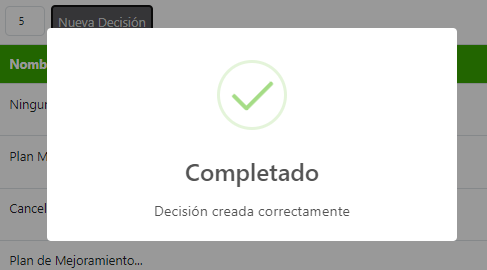 5
Nueva Decisión
Completado
Decisión creada correctamente
Plan de Mejoramiento...